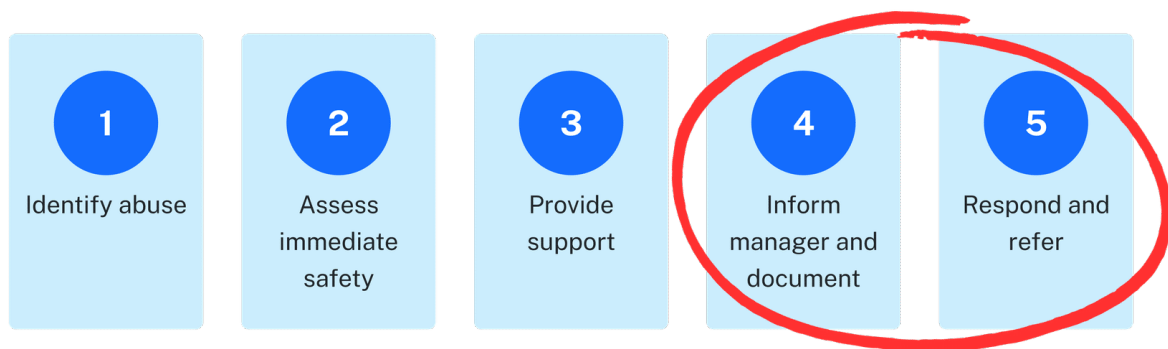 1
Identify abuse
2
Assess
immediate
safety
3
Provide
support
4
Inform
manager and
document
5
Respond and
refer